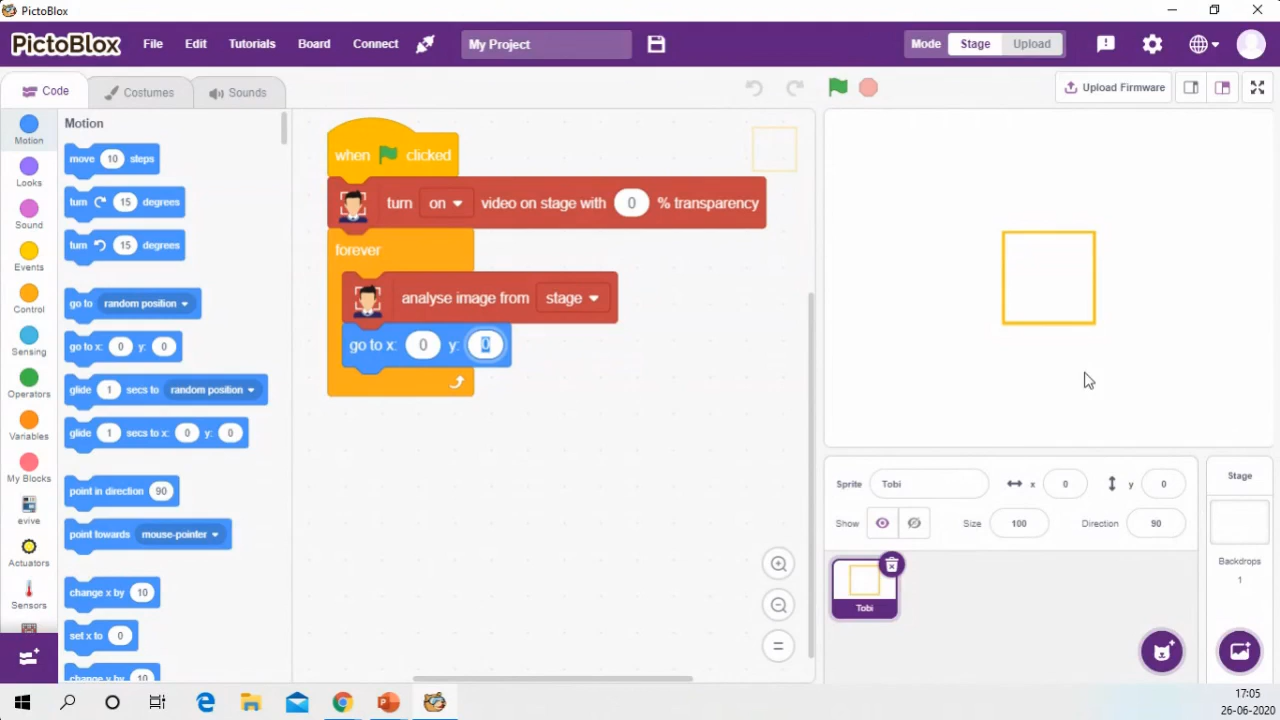 PictoBlox
PictoBlox File Edit Tutorials Board Connect My Project Mode Stage Upload
Code Costumes Sounds Upload Firmware
Motion
Looks
Sound
Events
Control
Sensing
Operators
Variables
My Blocks
evive
Actuators
Sensors
Motion
move 10 steps
turn 15 degrees
turn 15 degrees
go to random position
go to x: 0 y: 0
glide 1 secs to random position
glide 1 secs to x: 0 y: 0
point in direction 90
point towards mouse-pointer
change x by 10
set x to 0
change y by 10
when clicked
turn on video on stage with 0 % transparency
forever
analyse image from stage
go to x: 0 y: 0
Sprite Tobi x 0 y 0
Show Size 100 Direction 90
Tobi
Stage
Backdrops
1
17:05
26-06-2020